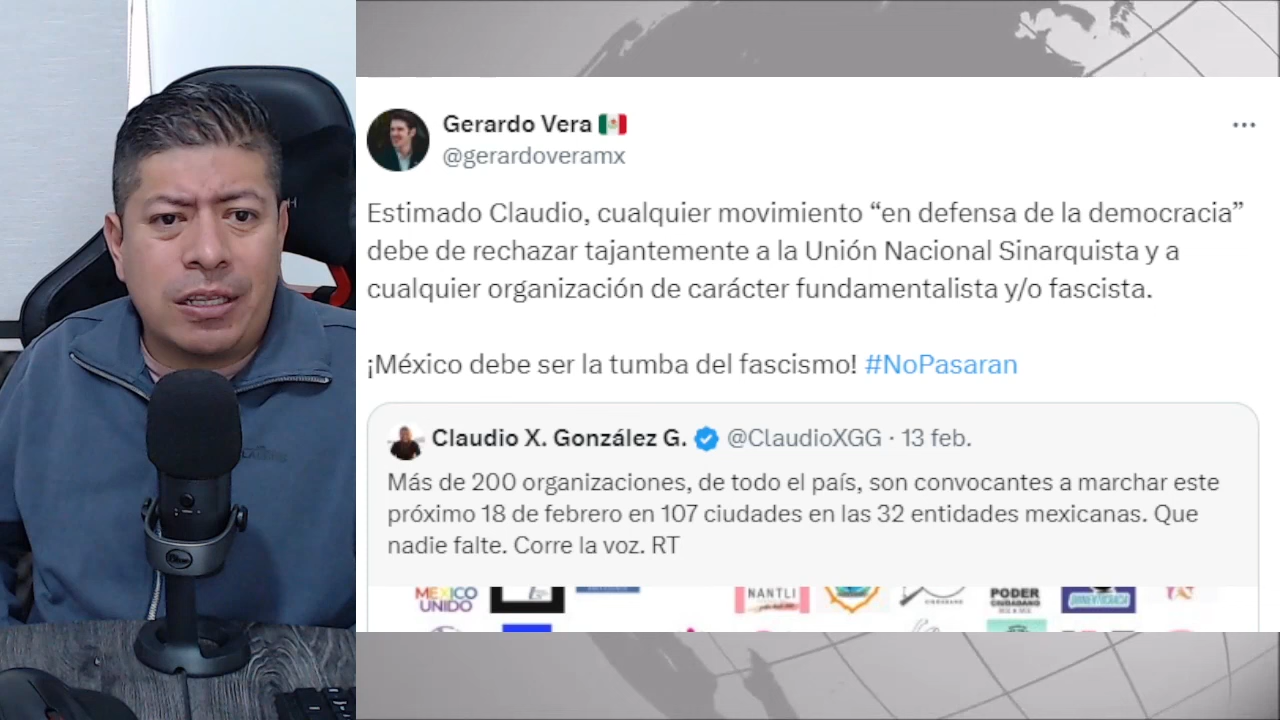 Gerardo Vera
@gerardoveramx
Estimado Claudio, cualquier movimiento “en defensa de la democracia”
debe de rechazar tajantemente a la Unión Nacional Sinarquista y a
cualquier organización de carácter fundamentalista y/o fascista.
¡México debe ser la tumba del fascismo! #NoPasaran
Claudio X. González G. @ClaudioXGG · 13 feb.
Más de 200 organizaciones, de todo el país, son convocantes a marchar este
próximo 18 de febrero en 107 ciudades en las 32 entidades mexicanas. Que
nadie falte. Corre la voz. RT
MEXICO
UNIDO
NANTLI
PODER
CIUDADANO